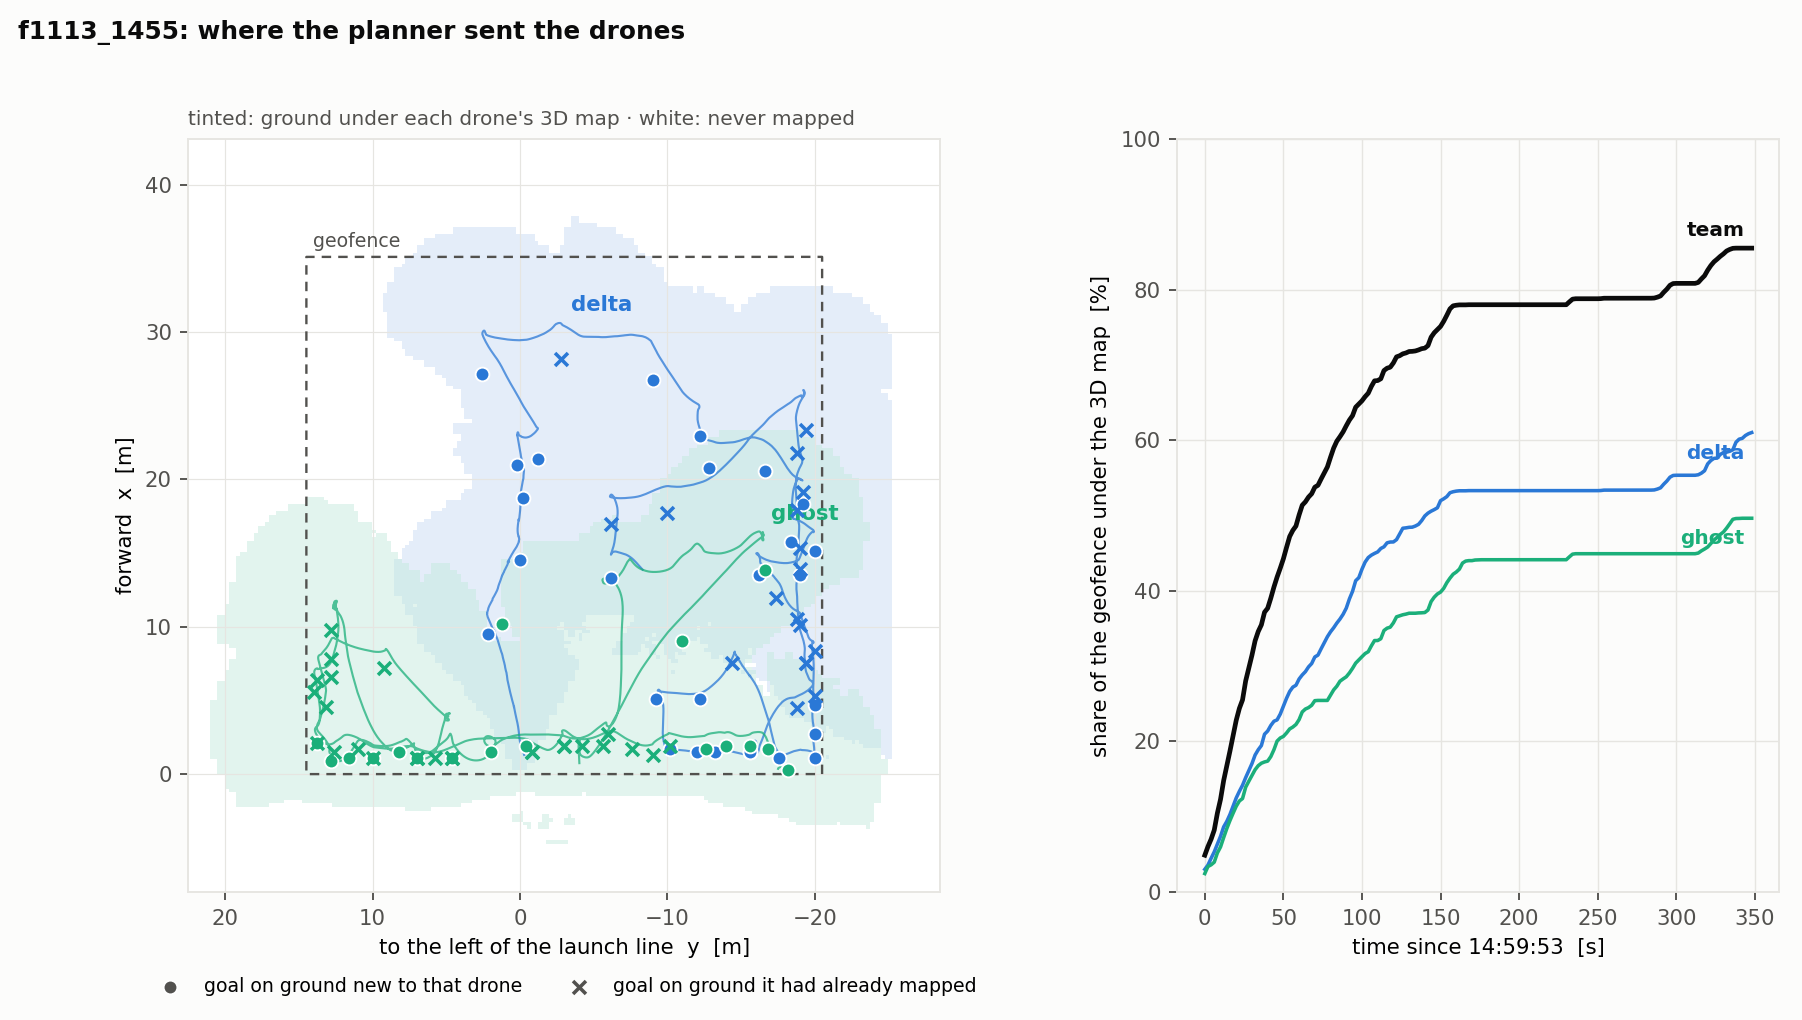 f1113_1455: where the planner sent the drones
tinted: ground under each drone's 3D map · white: never mapped
geofence
delta
ghost
40
30
20
10
0
20
10
0
−10
−20
forward x [m]
to the left of the launch line y [m]
goal on ground new to that drone
goal on ground it had already mapped
100
80
60
40
20
0
0
50
100
150
200
250
300
350
share of the geofence under the 3D map [%]
time since 14:59:53 [s]
team
delta
ghost